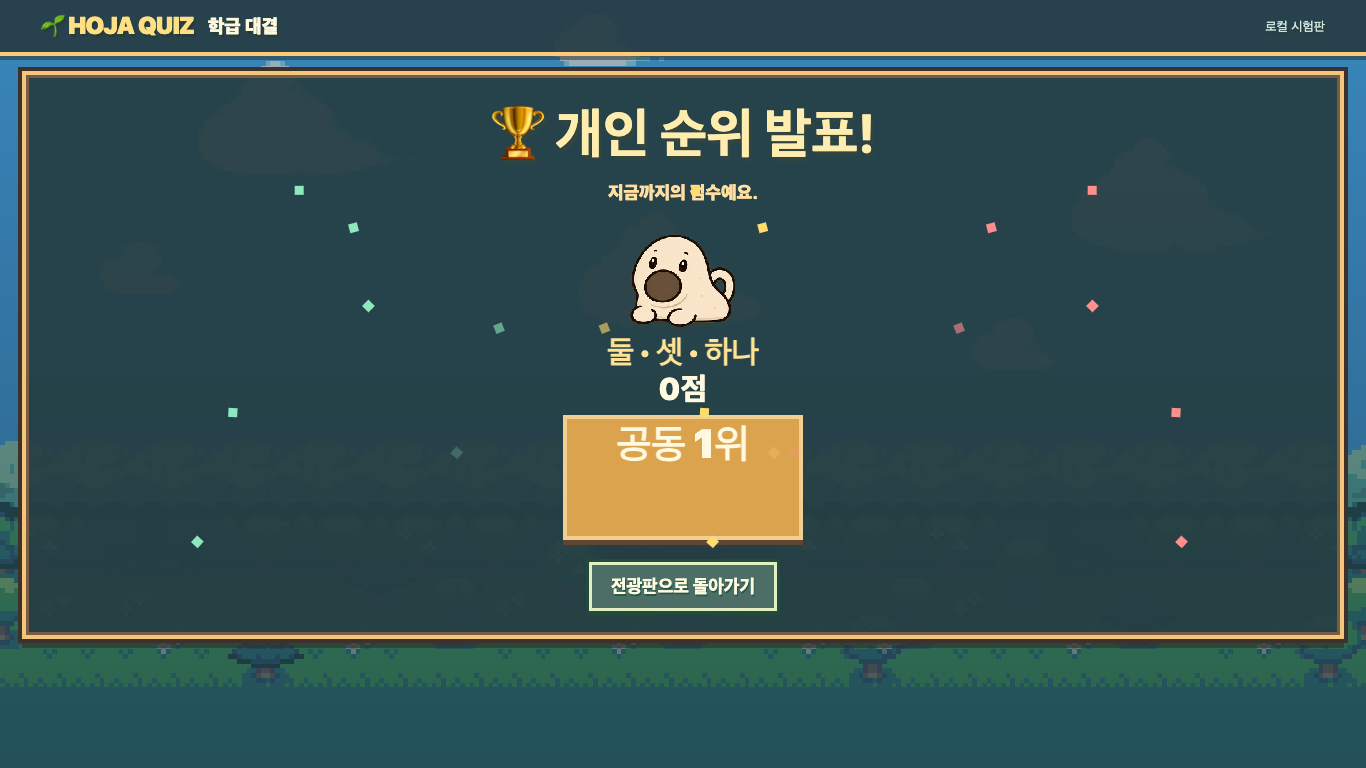 HOJA QUIZ 학급 대결
로컬 시험판
개인 순위 발표!
지금까지의 점수예요.
둘 · 셋 · 하나
0점
공동 1위
전광판으로 돌아가기